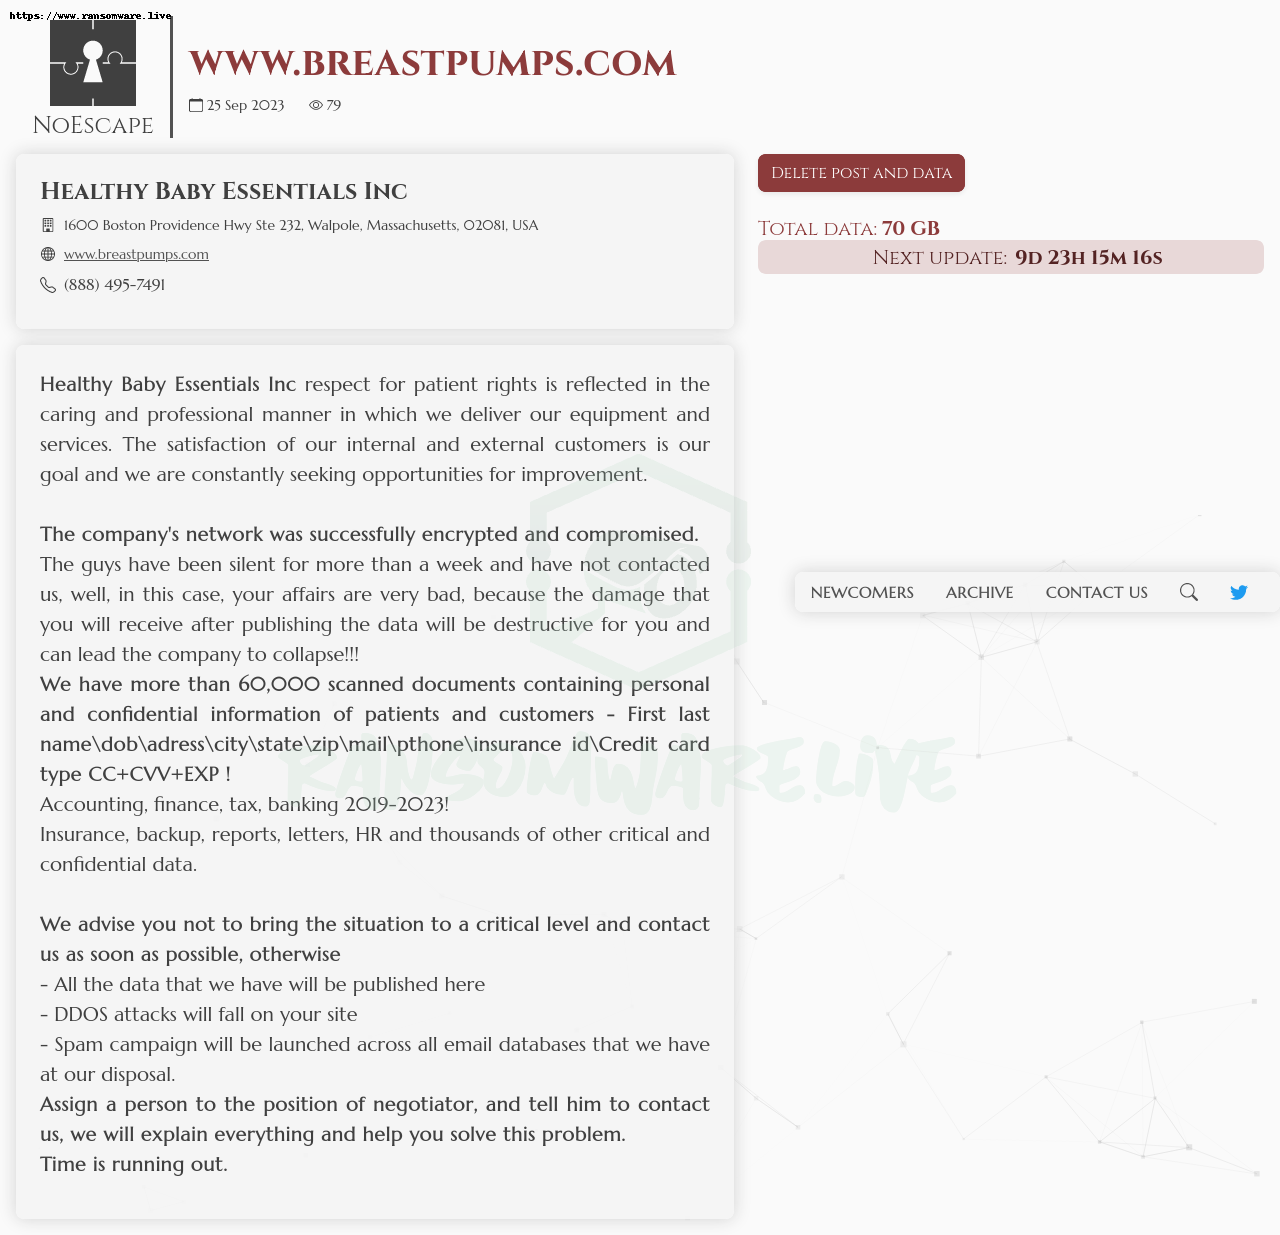 https://www.ransomware.live
NoEscape
www.breastpumps.com
25 Sep 2023 79
Healthy Baby Essentials Inc
1600 Boston Providence Hwy Ste 232, Walpole, Massachusetts, 02081, USA
www.breastpumps.com
(888) 495-7491
Delete post and data
Total data: 70 GB
Next update: 9d 23h 15m 16s
Healthy Baby Essentials Inc respect for patient rights is reflected in the
caring and professional manner in which we deliver our equipment and
services. The satisfaction of our internal and external customers is our
goal and we are constantly seeking opportunities for improvement.
The company's network was successfully encrypted and compromised.
The guys have been silent for more than a week and have not contacted
us, well, in this case, your affairs are very bad, because the damage that
you will receive after publishing the data will be destructive for you and
can lead the company to collapse!!!
We have more than 60,000 scanned documents containing personal
and confidential information of patients and customers - First last
name\dob\adress\city\state\zip\mail\pthone\insurance id\Credit card
type CC+CVV+EXP !
Accounting, finance, tax, banking 2019-2023!
Insurance, backup, reports, letters, HR and thousands of other critical and
confidential data.
We advise you not to bring the situation to a critical level and contact
us as soon as possible, otherwise
- All the data that we have will be published here
- DDOS attacks will fall on your site
- Spam campaign will be launched across all email databases that we have
at our disposal.
Assign a person to the position of negotiator, and tell him to contact
us, we will explain everything and help you solve this problem.
Time is running out.
NEWCOMERS ARCHIVE CONTACT US
RANSOMWARE.LIVE